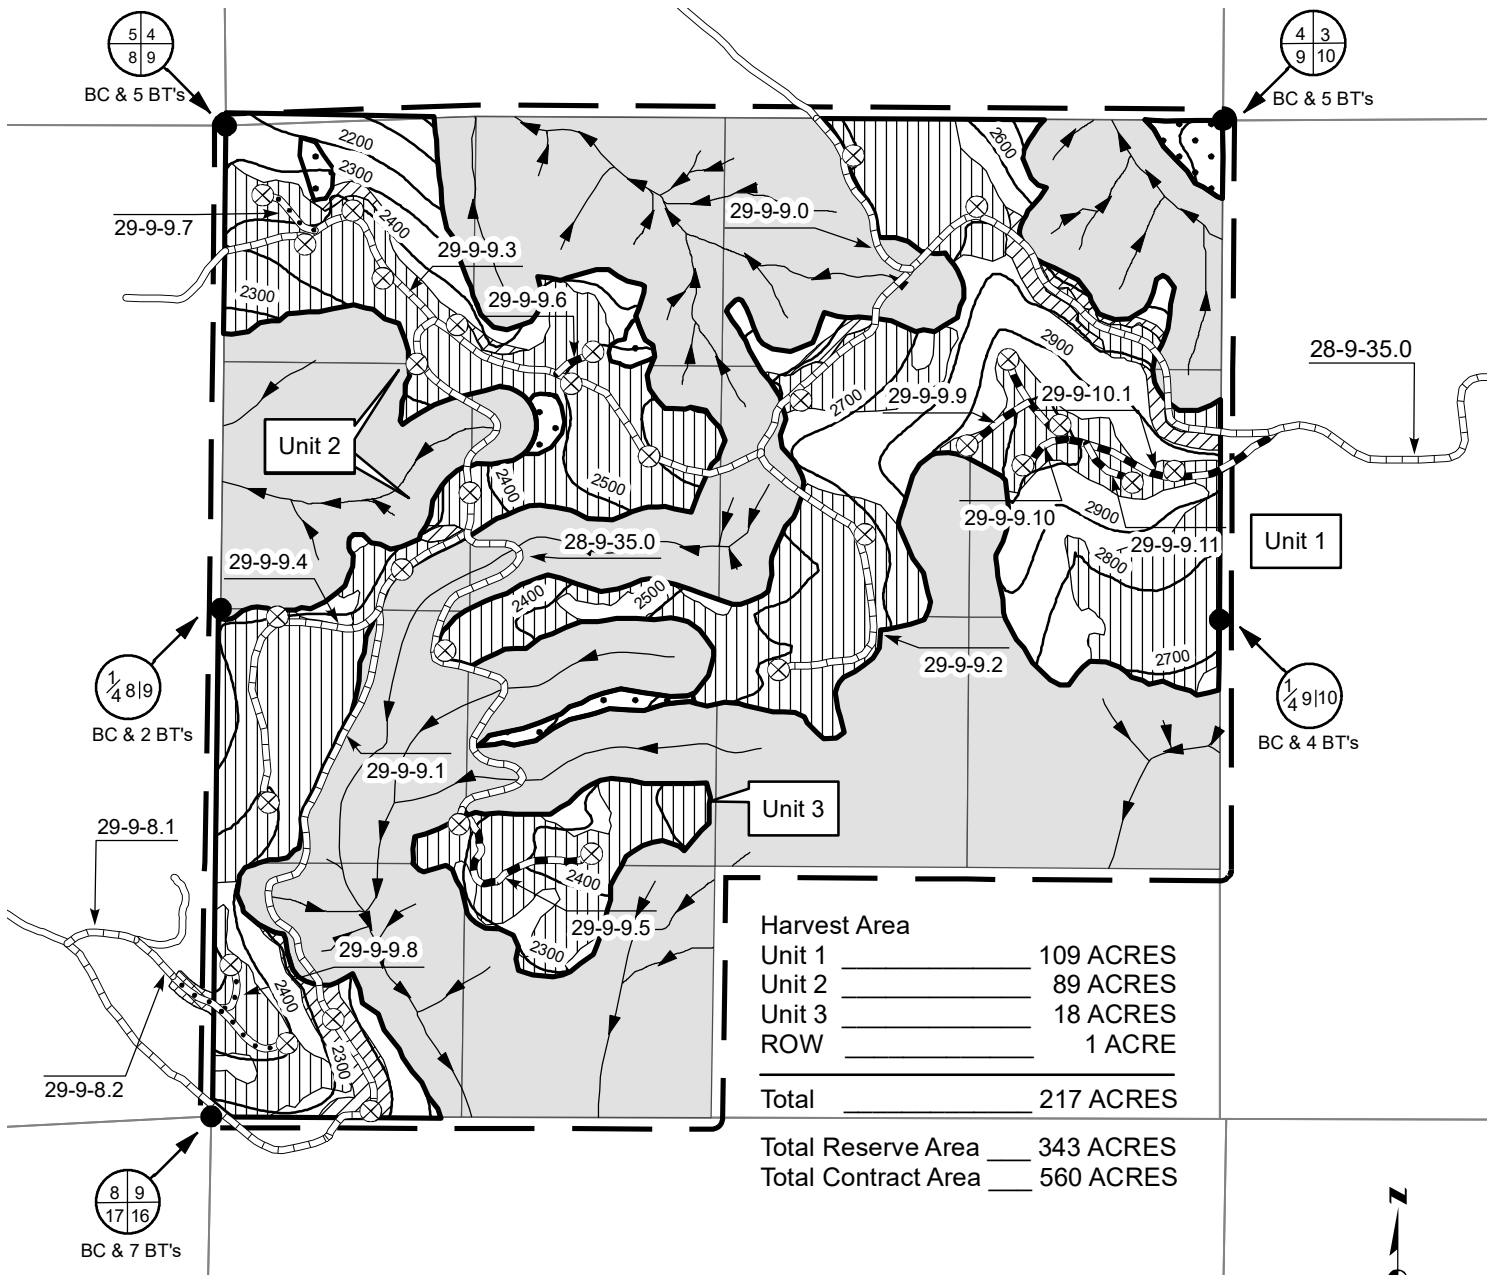 5 4
8 9
BC & 5 BT's
4 3
9 10
BC & 5 BT's
2200
2300
2400
2600
29-9-9.7
29-9-9.0
29-9-9.3
2300
29-9-9.6
2900
28-9-35.0
2700
29-9-9.9
29-9-10.1
Unit 2
2400
2500
29-9-9.10
2900
28-9-35.0
29-9-9.11
Unit 1
29-9-9.4
2800
2400
2500
29-9-9.2
2700
1/4 8|9
BC & 2 BT's
1/4 9|10
BC & 4 BT's
29-9-9.1
Unit 3
29-9-8.1
2400
29-9-9.5
29-9-9.8
2300
2400
2300
29-9-8.2
Harvest Area
Unit 1 ____________ 109 ACRES
Unit 2 ____________ 89 ACRES
Unit 3 ____________ 18 ACRES
ROW ____________ 1 ACRE
Total ____________ 217 ACRES
Total Reserve Area ___ 343 ACRES
Total Contract Area ___ 560 ACRES
8 9
17 16
BC & 7 BT's
N